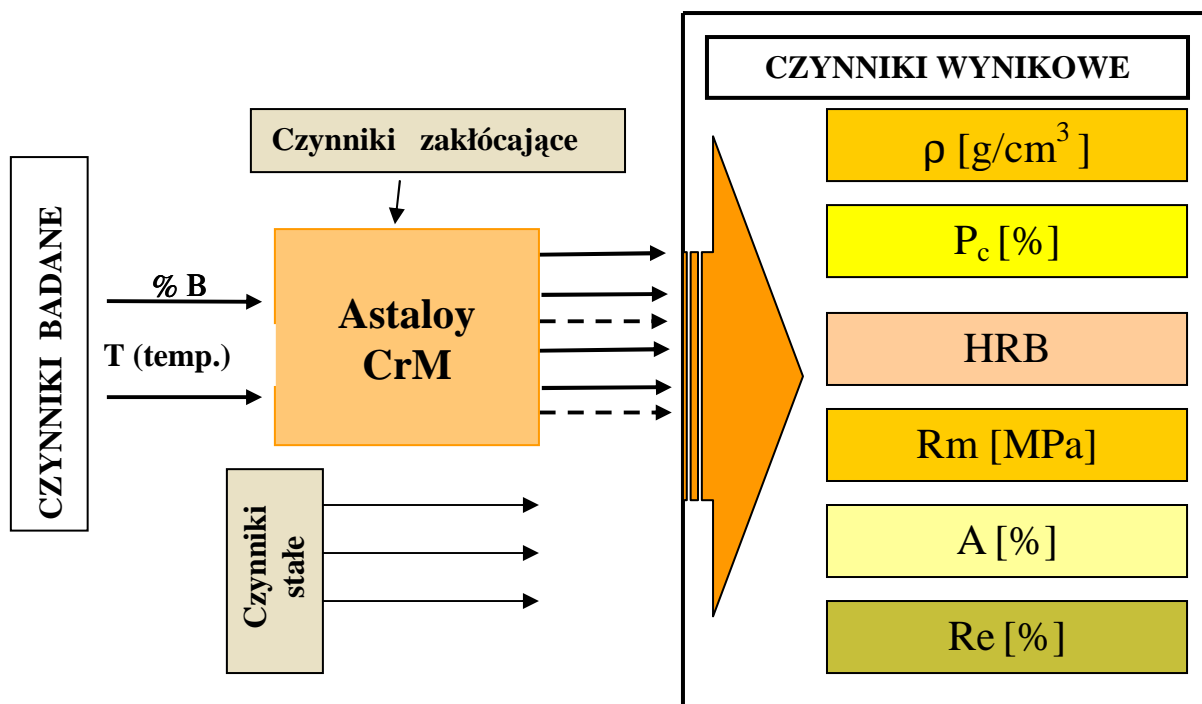 CZYNNIKI BADANE
% B
T (temp.)
Czynniki zakłócające
Astaloy
CrM
Czynniki
stałe
CZYNNIKI WYNIKOWE
ρ [g/cm³ ]
Pc [%]
HRB
Rm [MPa]
A [%]
Re [%]